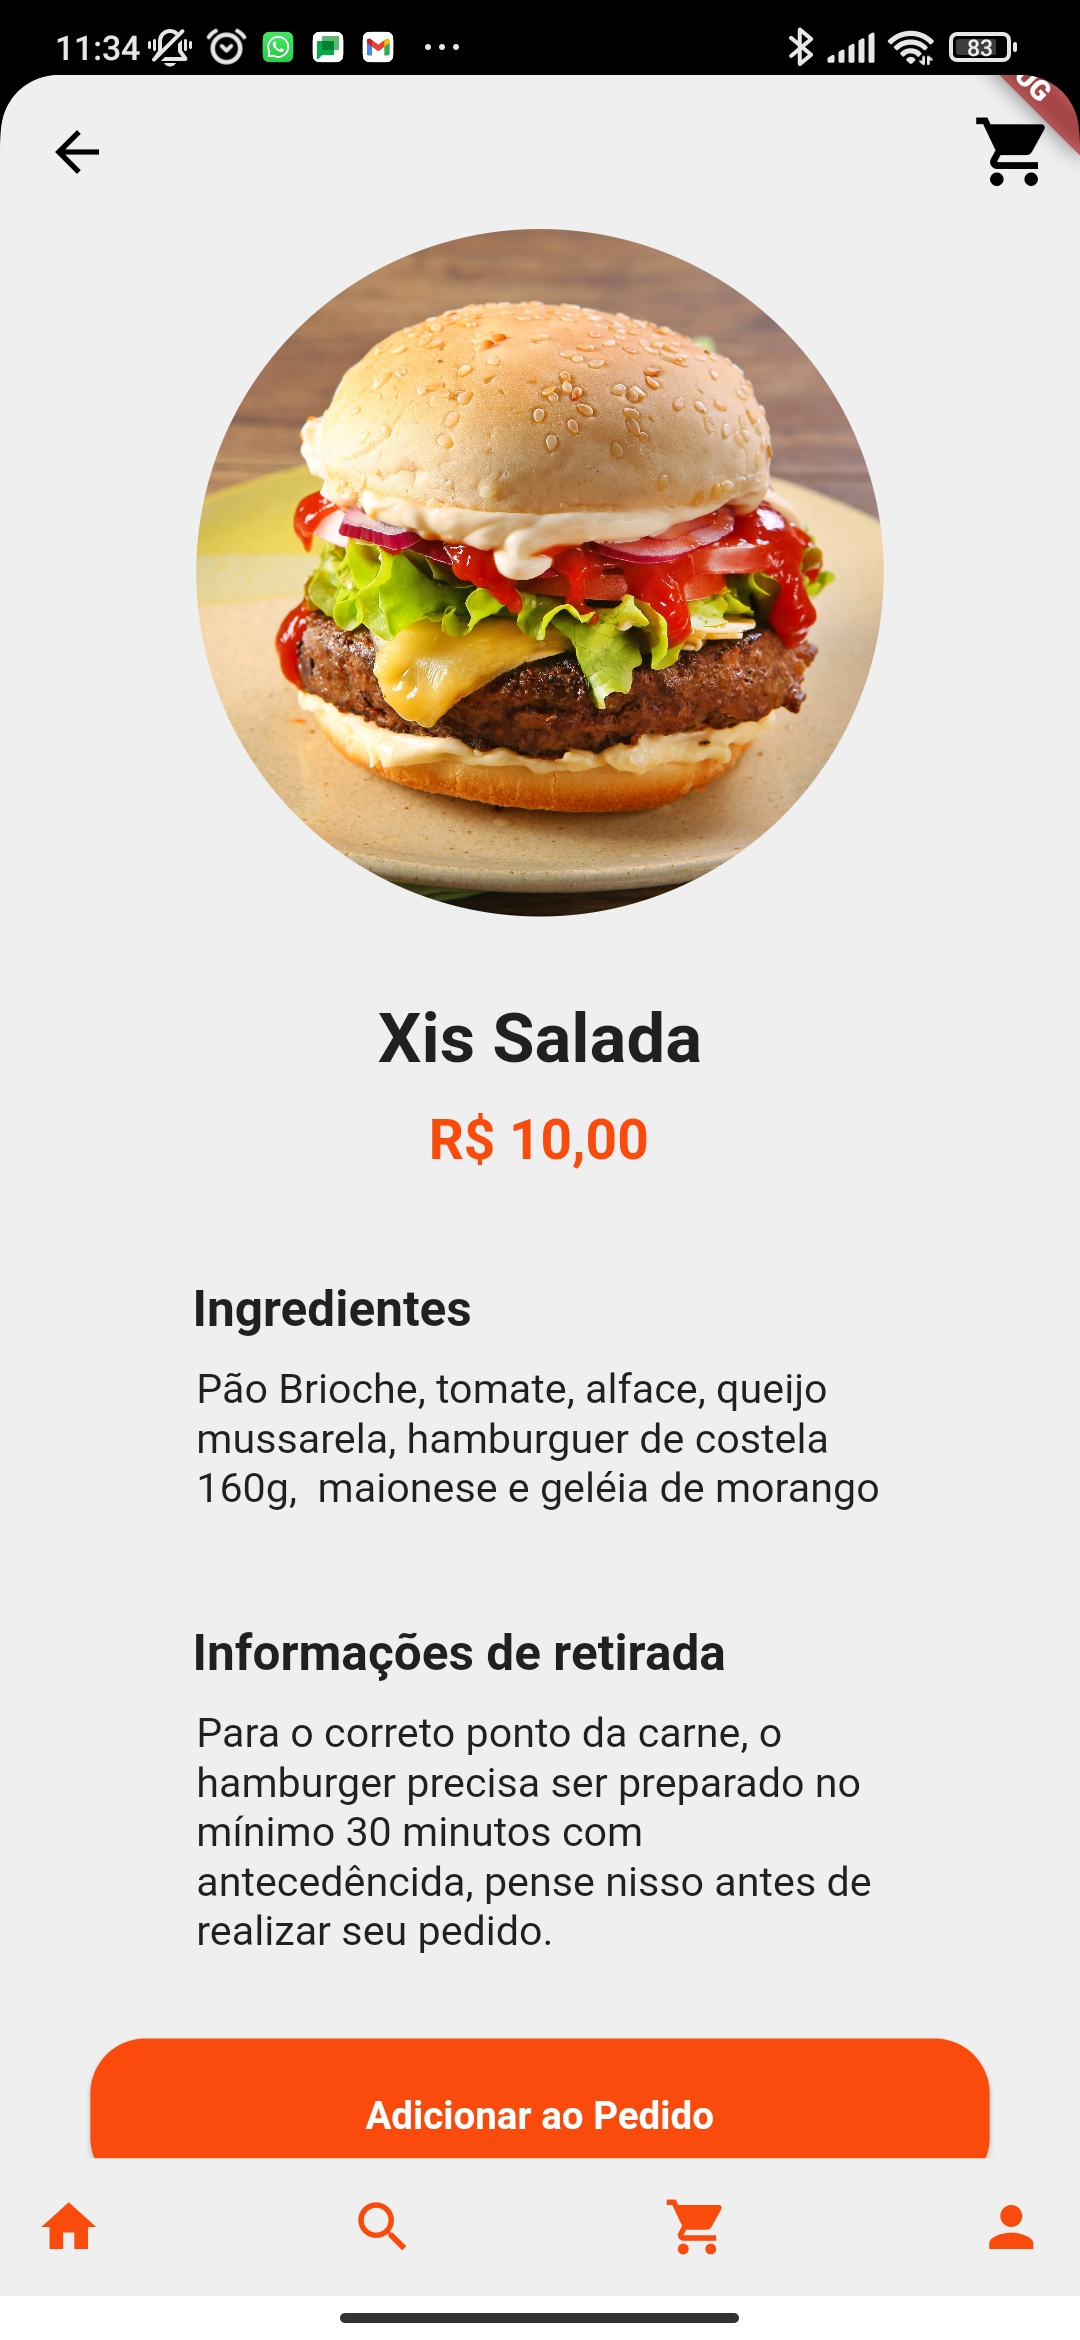 11:34
83
UG
Xis Salada
R$ 10,00
Ingredientes
Pão Brioche, tomate, alface, queijo
mussarela, hamburguer de costela
160g,  maionese e geléia de morango
Informações de retirada
Para o correto ponto da carne, o
hamburger precisa ser preparado no
mínimo 30 minutos com
antecedêncida, pense nisso antes de
realizar seu pedido.
Adicionar ao Pedido